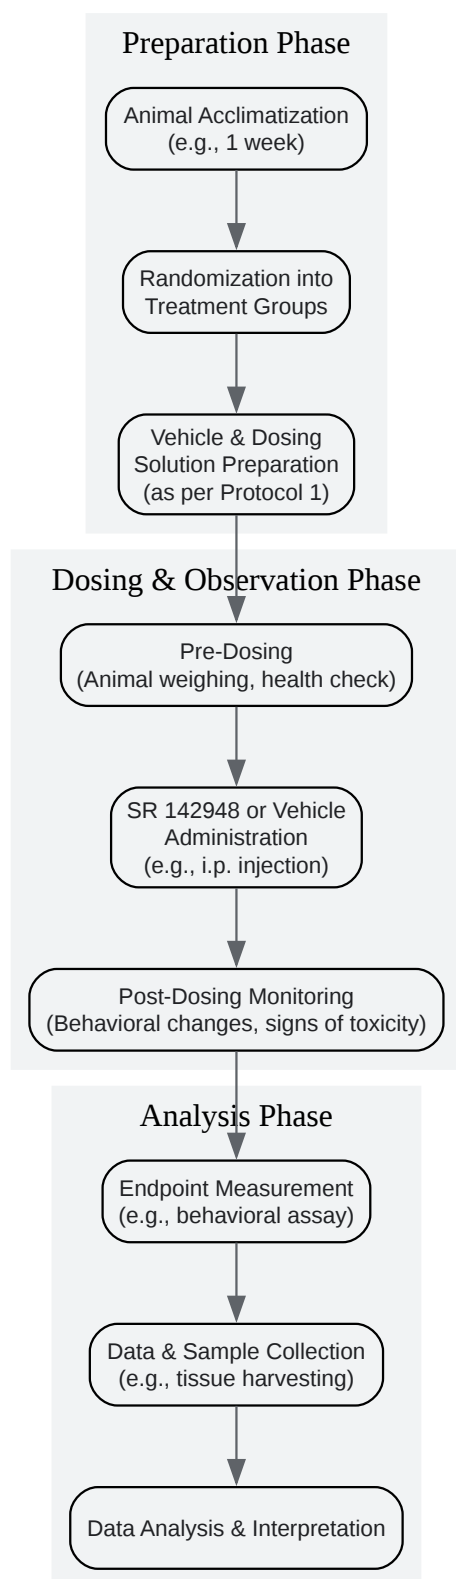 Preparation Phase
Animal Acclimatization
(e.g., 1 week)
Randomization into
Treatment Groups
Vehicle & Dosing
Solution Preparation
(as per Protocol 1)
Dosing & Observation Phase
Pre-Dosing
(Animal weighing, health check)
SR 142948 or Vehicle
Administration
(e.g., i.p. injection)
Post-Dosing Monitoring
(Behavioral changes, signs of toxicity)
Analysis Phase
Endpoint Measurement
(e.g., behavioral assay)
Data & Sample Collection
(e.g., tissue harvesting)
Data Analysis & Interpretation